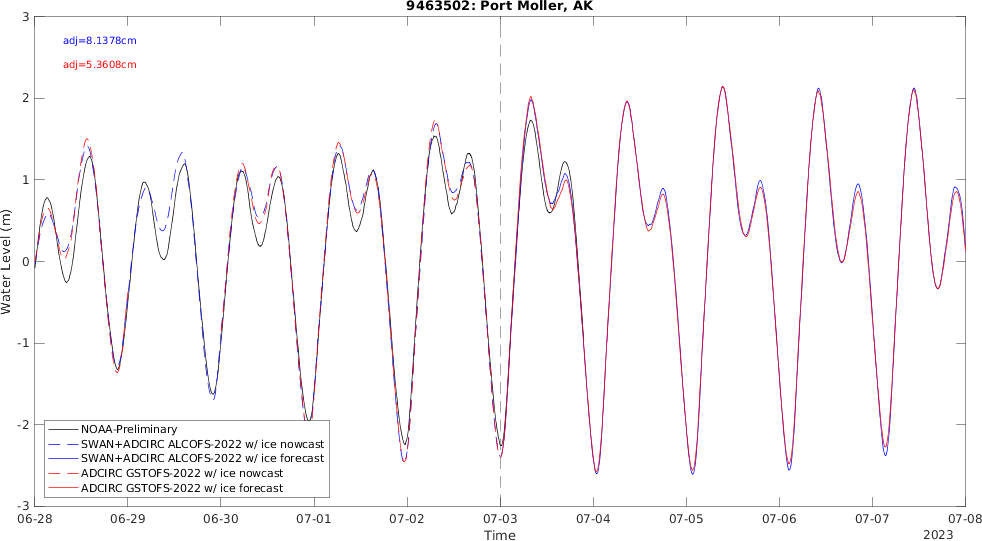 9463502: Port Moller, AK
adj=8.1378cm
adj=5.3608cm
3
2
1
0
-1
-2
-3
Water Level (m)
NOAA-Preliminary
SWAN+ADCIRC ALCOFS-2022 w/ ice nowcast
SWAN+ADCIRC ALCOFS-2022 w/ ice forecast
ADCIRC GSTOFS-2022 w/ ice nowcast
ADCIRC GSTOFS-2022 w/ ice forecast
06-28 06-29 06-30 07-01 07-02 07-03 07-04 07-05 07-06 07-07 07-08
Time
2023